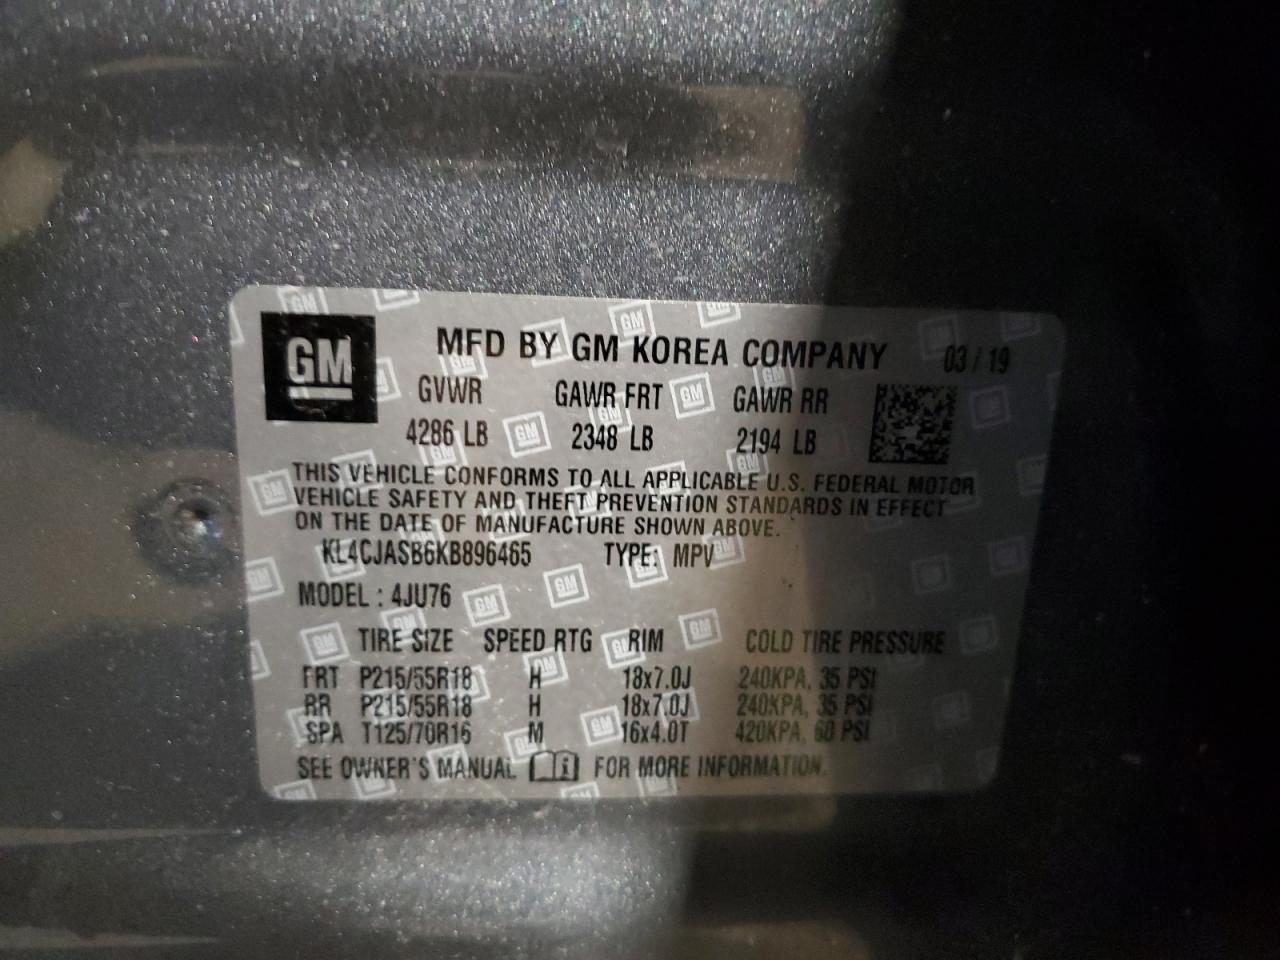 GM
MFD BY GM KOREA COMPANY 03 / 19
GVWR GAWR FRT GAWR RR
4286 LB 2348 LB 2194 LB
THIS VEHICLE CONFORMS TO ALL APPLICABLE U.S. FEDERAL MOTOR
VEHICLE SAFETY AND THEFT PREVENTION STANDARDS IN EFFECT
ON THE DATE OF MANUFACTURE SHOWN ABOVE.
KL4CJASB6KB896465 TYPE: MPV
MODEL : 4JU76
TIRE SIZE SPEED RTG RIM COLD TIRE PRESSURE
FRT P215/55R18 H 18x7.0J 240KPA, 35 PSI
RR P215/55R18 H 18x7.0J 240KPA, 35 PSI
SPA T125/70R16 M 16x4.0T 420KPA, 60 PSI
SEE OWNER'S MANUAL FOR MORE INFORMATION.